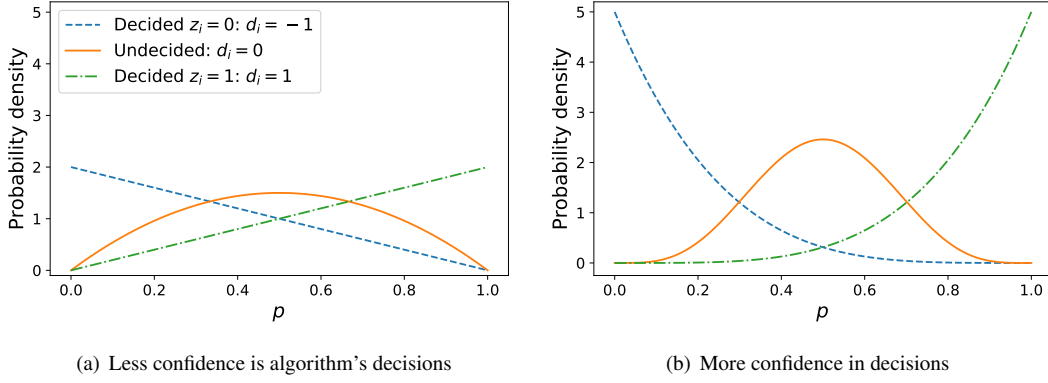 5
4
3
2
1
0
Probability density
Decided z_i = 0: d_i = −1
Undecided: d_i = 0
Decided z_i = 1: d_i = 1
0.0 0.2 0.4 0.6 0.8 1.0
p
(a) Less confidence is algorithm's decisions
5
4
3
2
1
0
Probability density
0.0 0.2 0.4 0.6 0.8 1.0
p
(b) More confidence in decisions